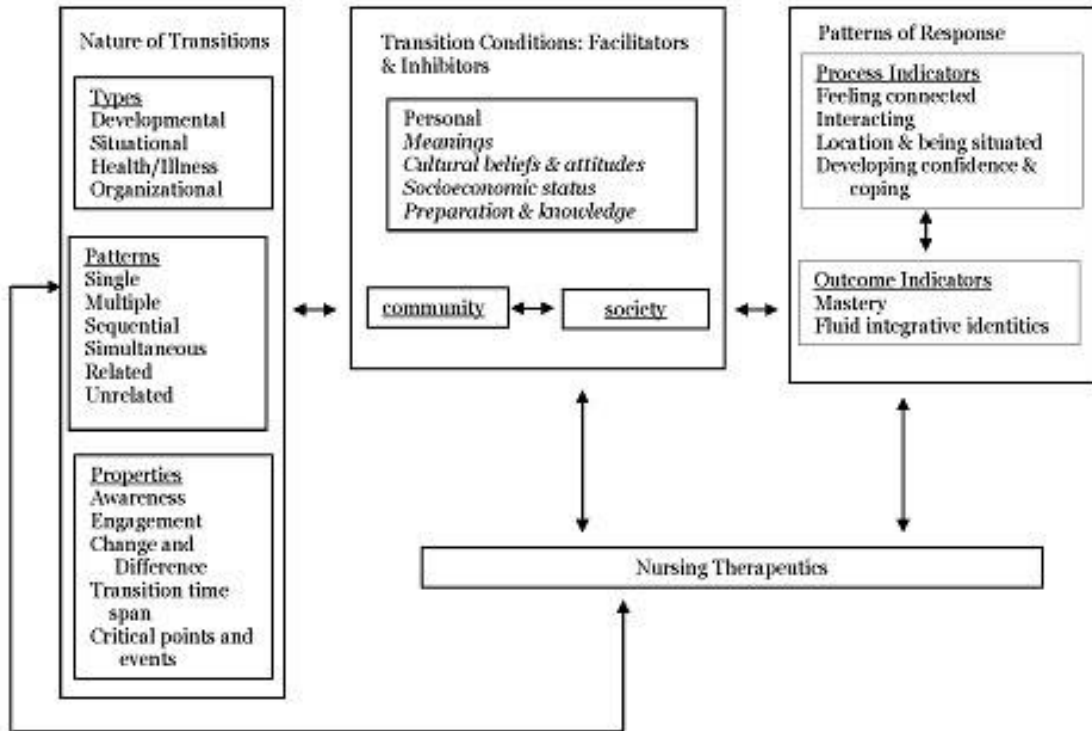 Nature of Transitions
Types
Developmental
Situational
Health/Illness
Organizational
Patterns
Single
Multiple
Sequential
Simultaneous
Related
Unrelated
Properties
Awareness
Engagement
Change and
Difference
Transition time
span
Critical points and
events
Transition Conditions: Facilitators
& Inhibitors
Personal
Meanings
Cultural beliefs & attitudes
Socioeconomic status
Preparation & knowledge
community
society
Patterns of Response
Process Indicators
Feeling connected
Interacting
Location & being situated
Developing confidence &
coping
Outcome Indicators
Mastery
Fluid integrative identities
Nursing Therapeutics